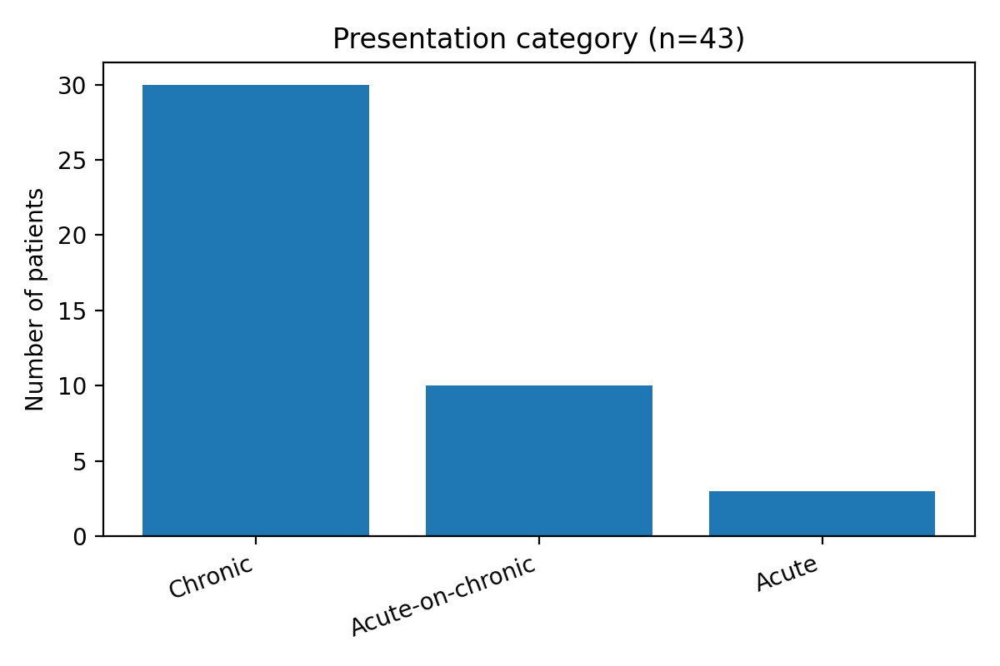 Presentation category (n=43)
Number of patients
30
25
20
15
10
5
0
Chronic
Acute-on-chronic
Acute